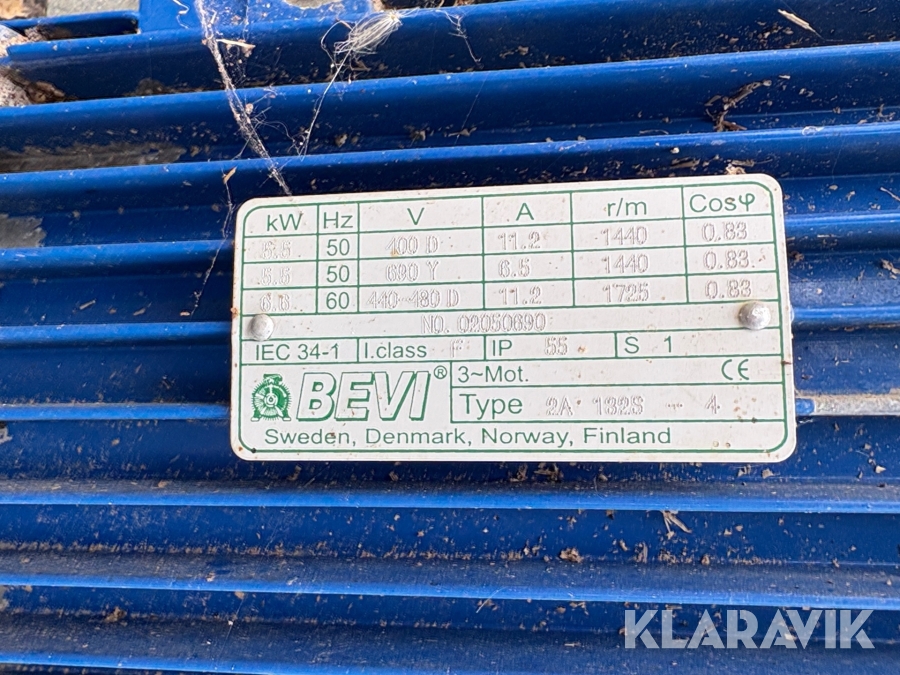 kW Hz V A r/m Cosφ
5.5 50 400 D 11.2 1440 0.83
5.5 50 690 Y 6.5 1440 0.83
6.6 60 440-480 D 11.2 1725 0.83
NO. 02050690
IEC 34-1 I.class F IP 55 S 1
BEVI® 3~Mot. CE
Type 2A 132S - 4
Sweden, Denmark, Norway, Finland
KLARAVIK